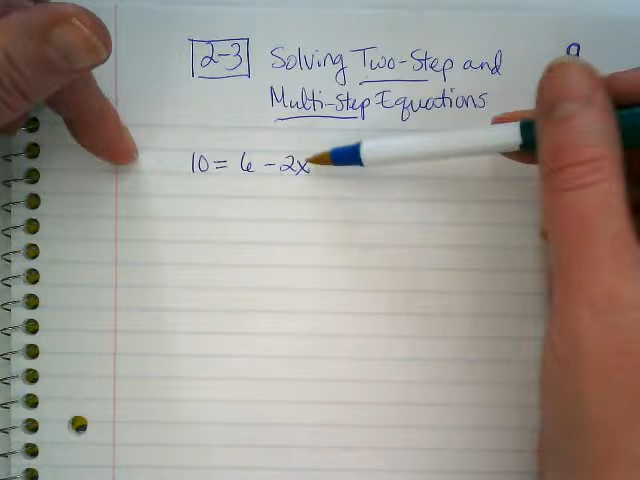 2-3 Solving Two-Step and
Multi-step Equations
10 = 6 - 2x